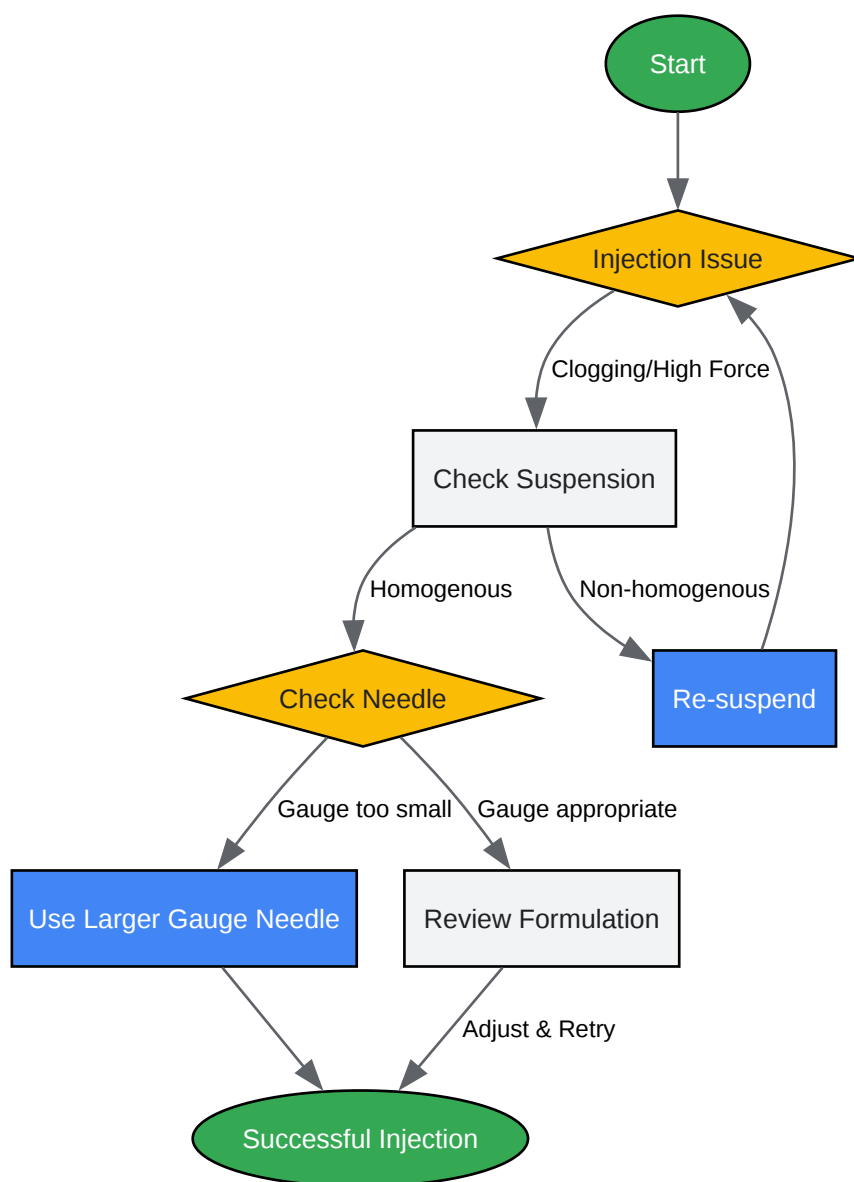 Start
Injection Issue
Clogging/High Force
Check Suspension
Homogenous
Non-homogenous
Check Needle
Re-suspend
Gauge too small
Gauge appropriate
Use Larger Gauge Needle
Review Formulation
Adjust & Retry
Successful Injection